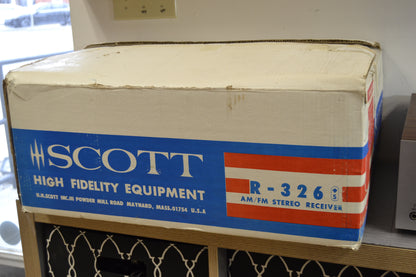 SCOTT
HIGH FIDELITY EQUIPMENT
H.H.SCOTT INC.111 POWDER MILL ROAD MAYNARD, MASS.01754 U.S.A
R-326 S
AM/FM STEREO RECEIVER